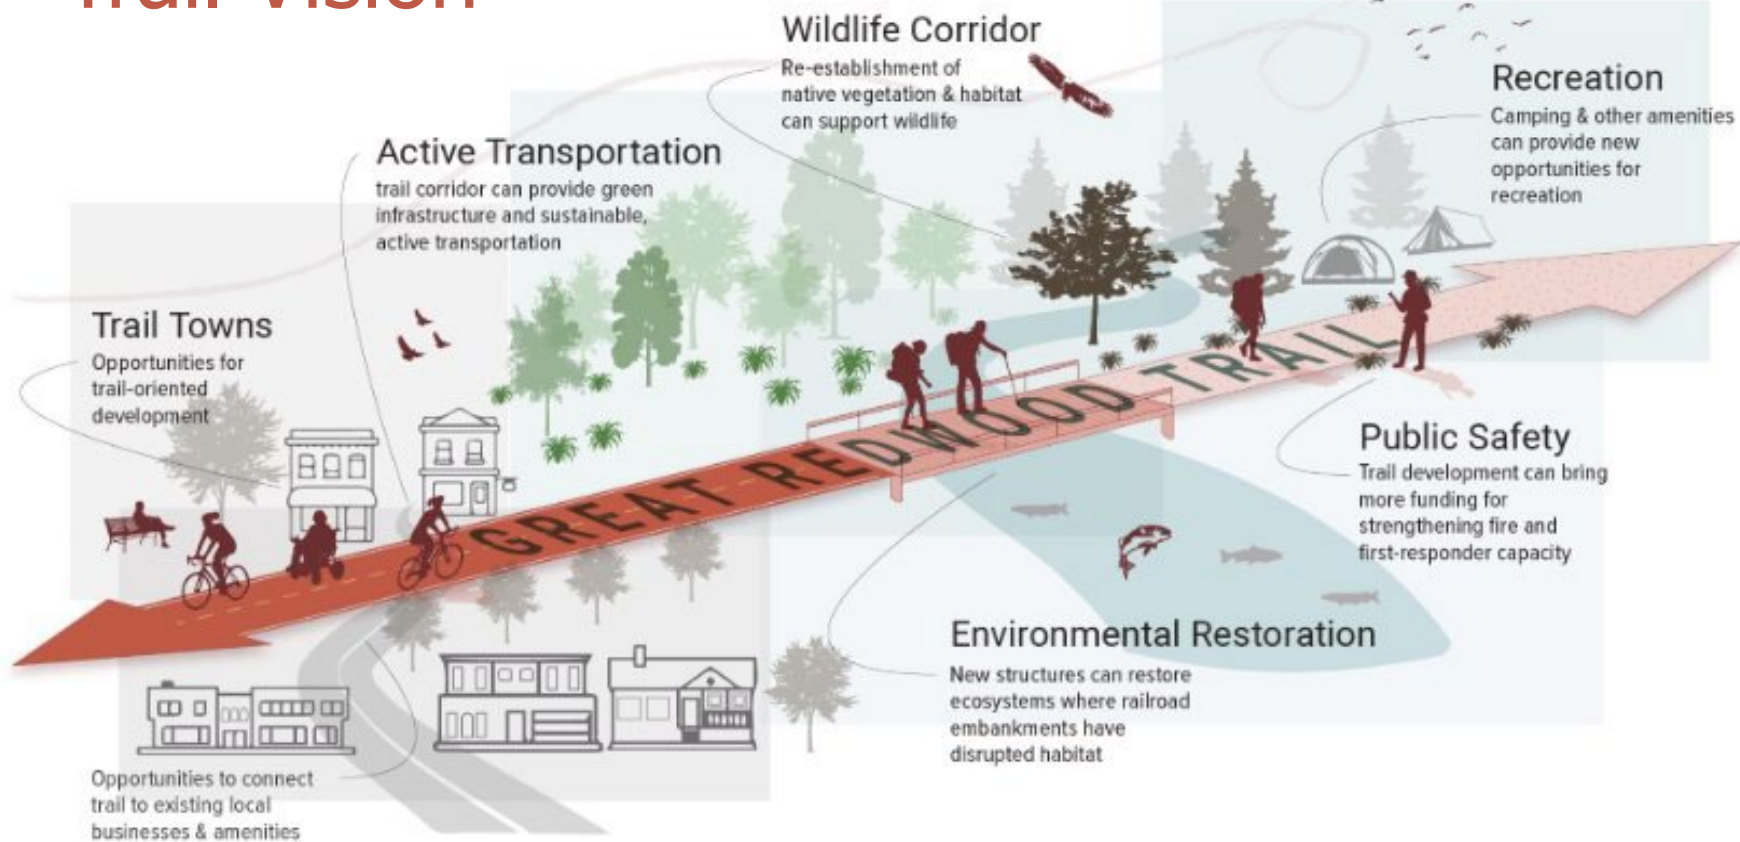 Trail Vision
Wildlife Corridor
Re-establishment of
native vegetation & habitat
can support wildlife
Recreation
Camping & other amenities
can provide new
opportunities for
recreation
Active Transportation
trail corridor can provide green
infrastructure and sustainable,
active transportation
Trail Towns
Opportunities for
trail-oriented
development
GREAT REDWOOD TRAIL
Public Safety
Trail development can bring
more funding for
strengthening fire and
first-responder capacity
Environmental Restoration
New structures can restore
ecosystems where railroad
embankments have
disrupted habitat
Opportunities to connect
trail to existing local
businesses & amenities